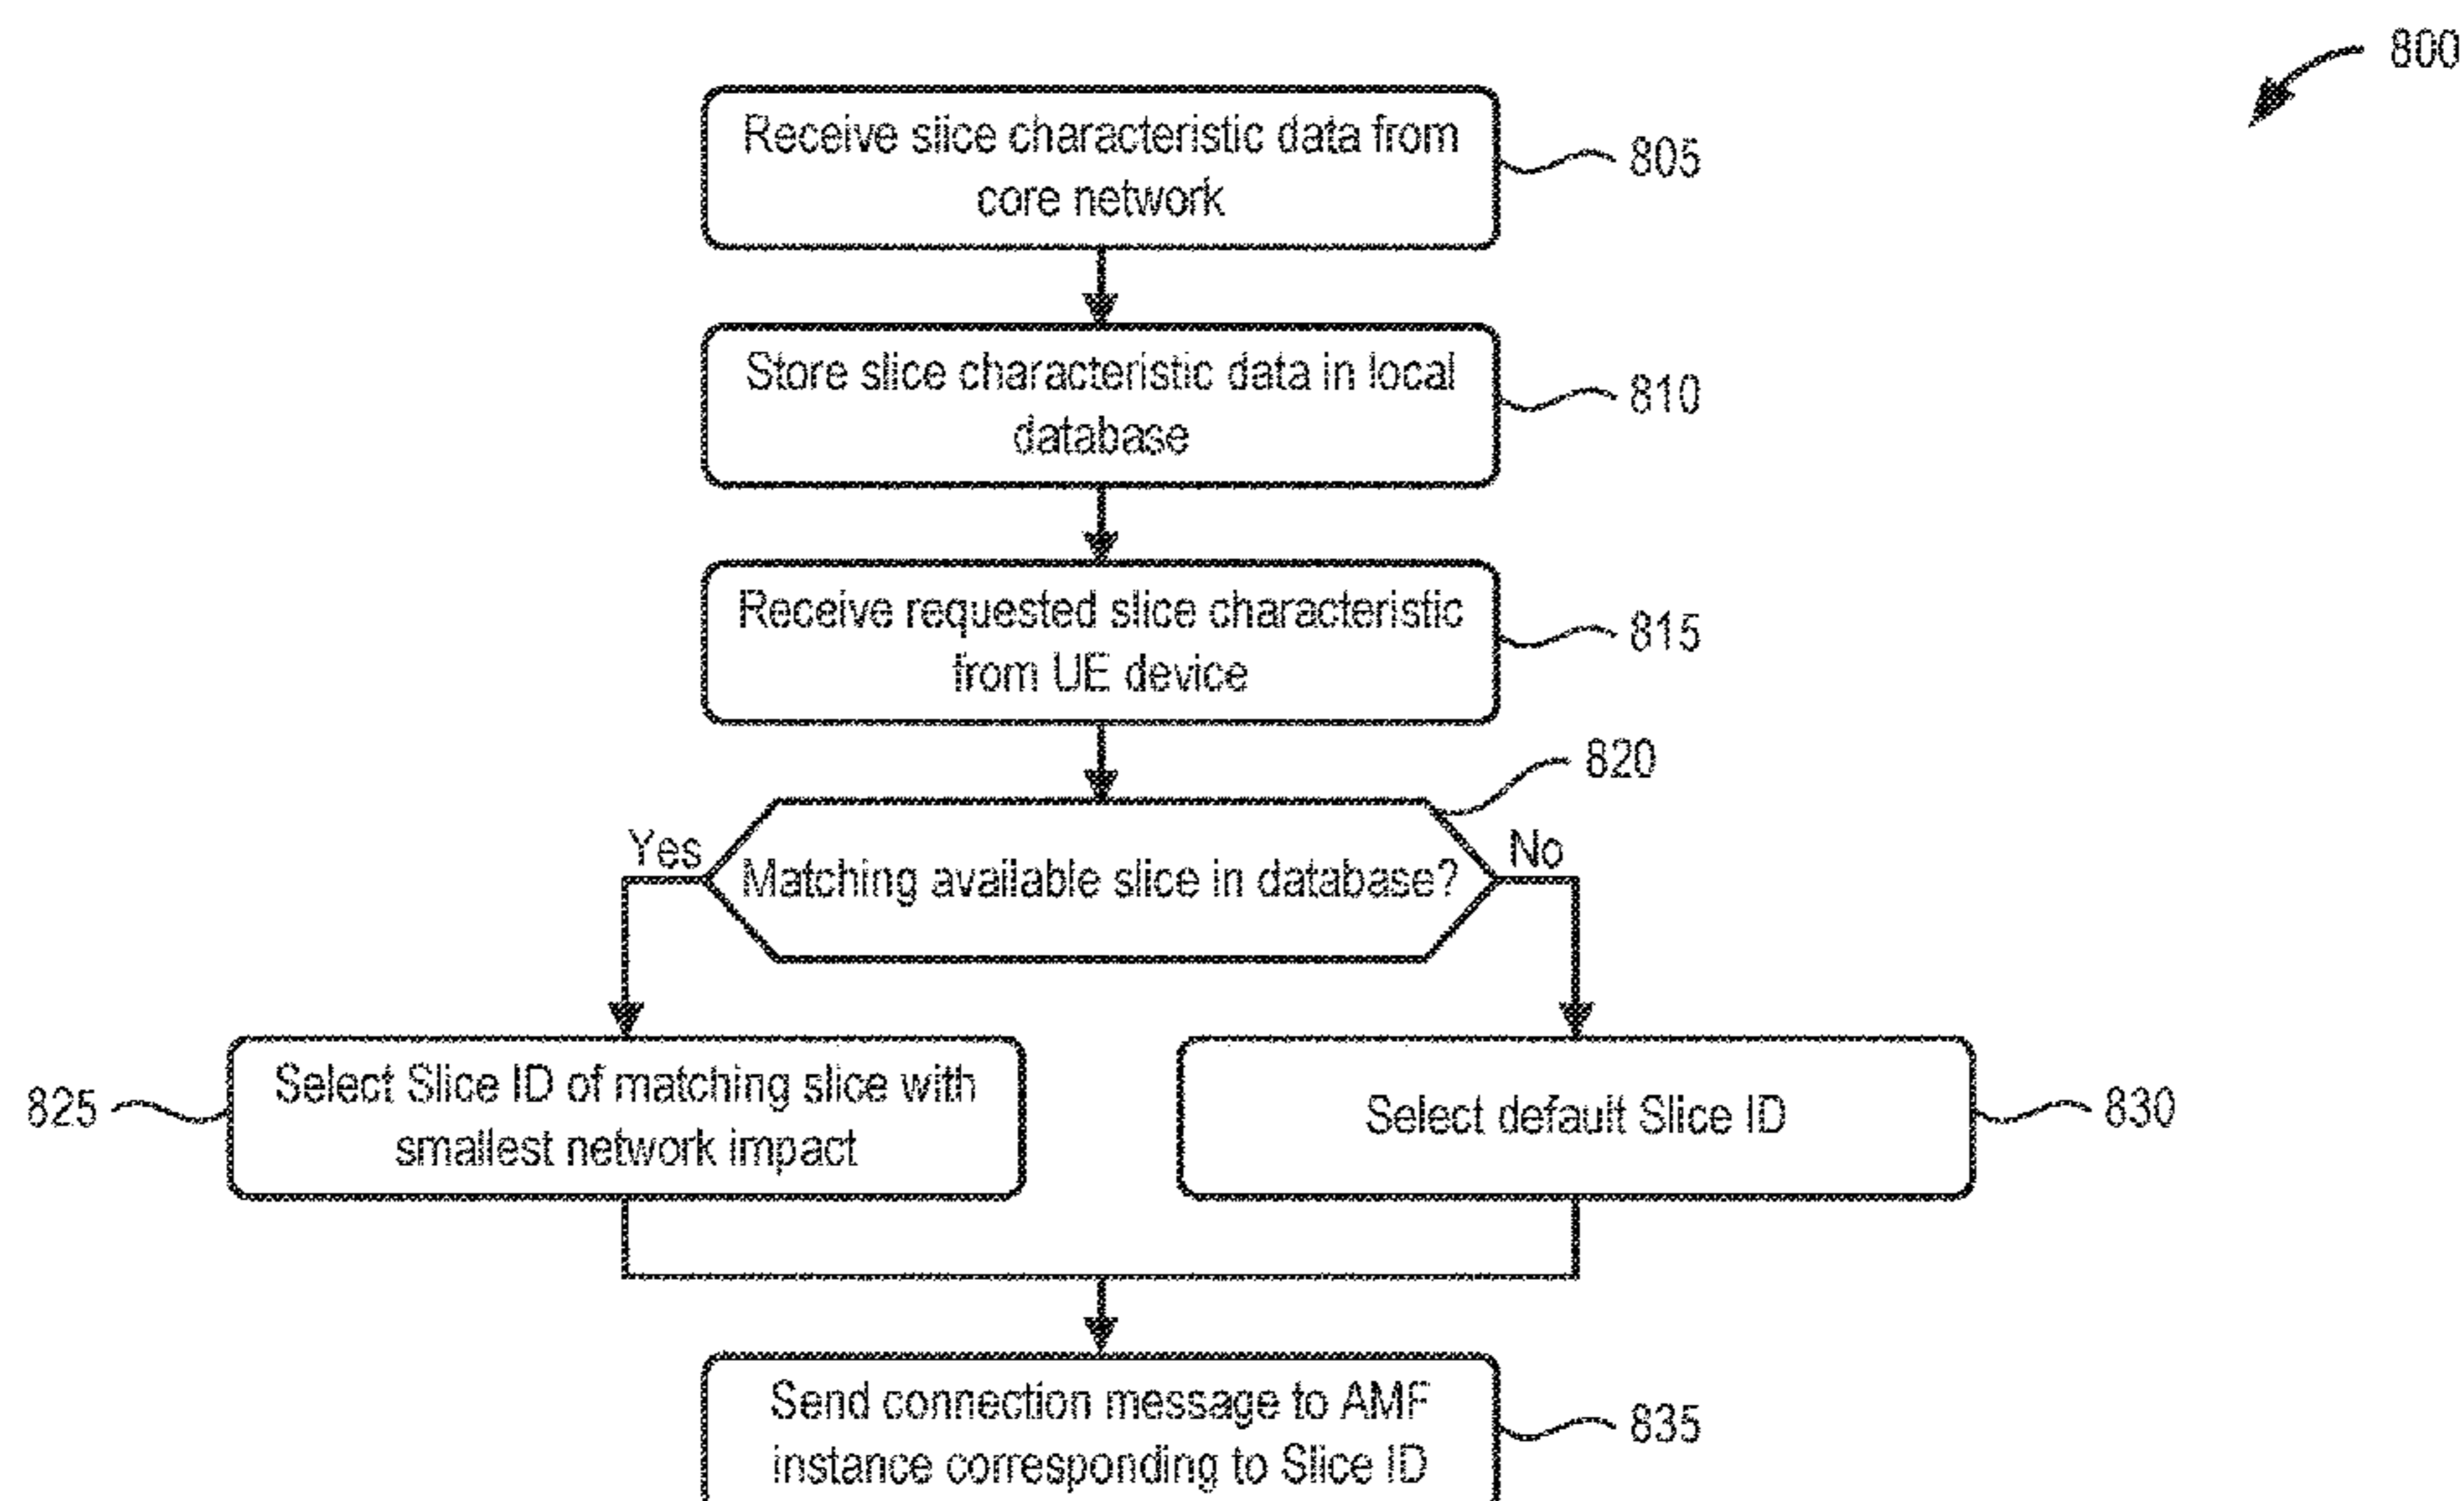 800
Receive slice characteristic data from
core network
805
Store slice characteristic data in local
database
810
Receive requested slice characteristic
from UE device
815
820
Yes
Matching available slice in database?
No
825
Select Slice ID of matching slice with
smallest network impact
Select default Slice ID
830
Send connection message to AMF
instance corresponding to Slice ID
835